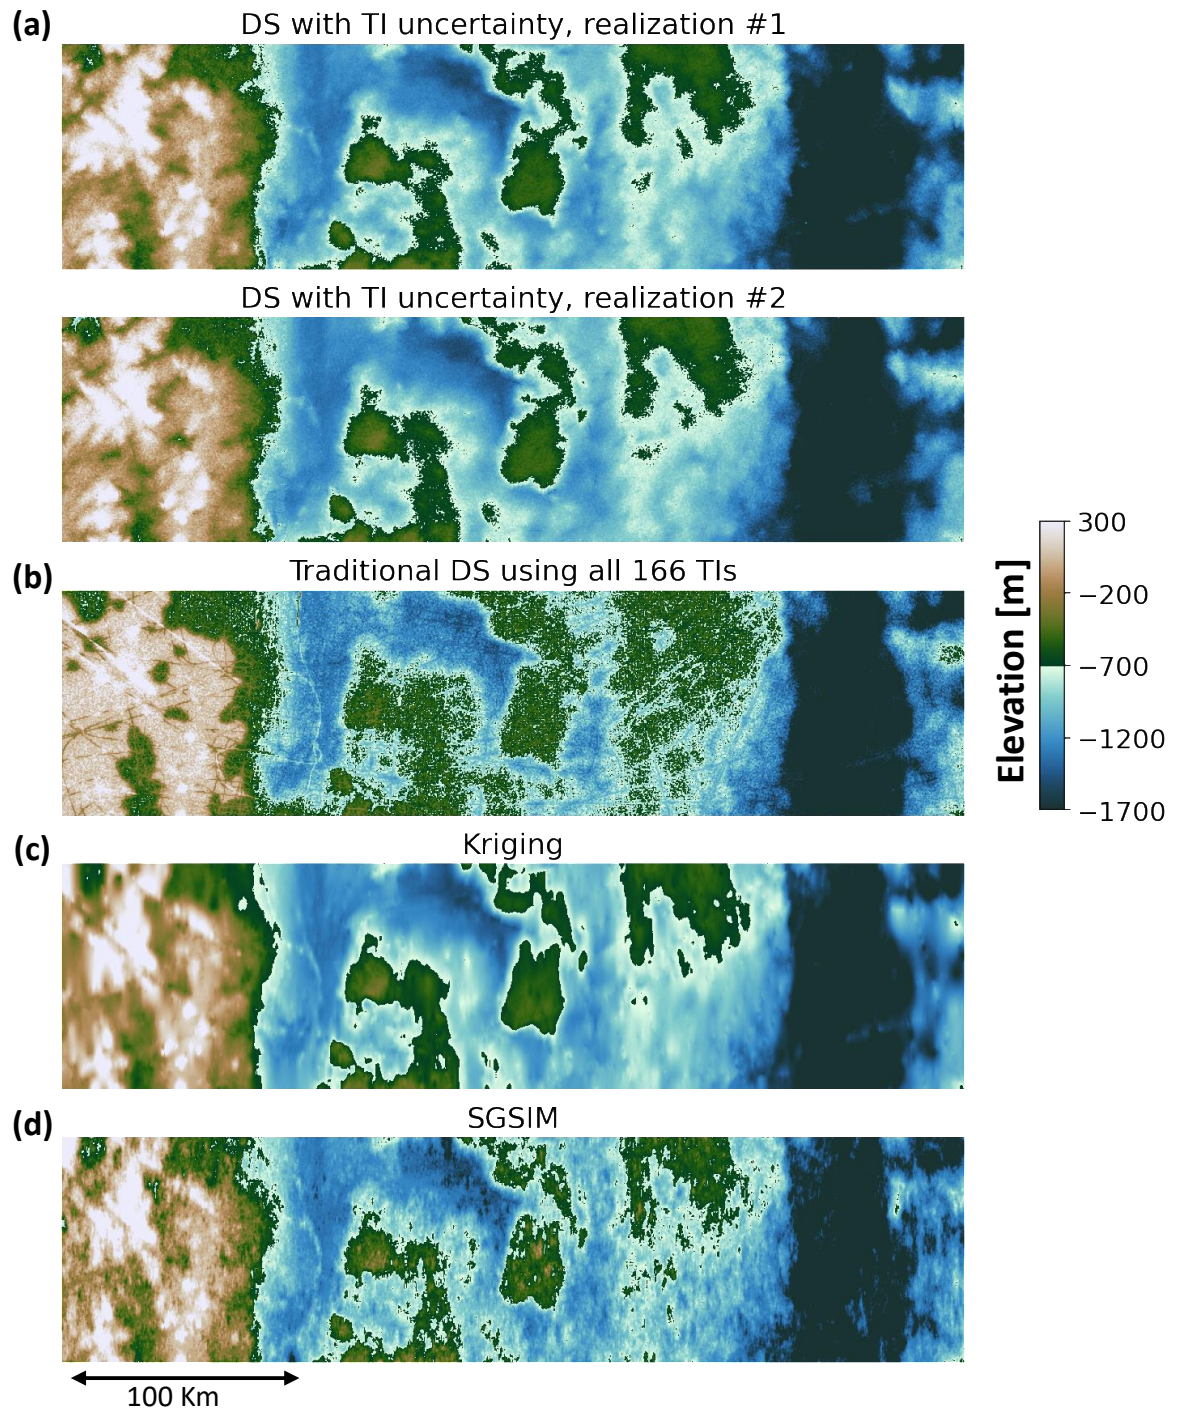 (a)
DS with TI uncertainty, realization #1
DS with TI uncertainty, realization #2
(b)
Traditional DS using all 166 TIs
(c)
Kriging
(d)
SGSIM
100 Km
Elevation [m]
300
−200
−700
−1200
−1700